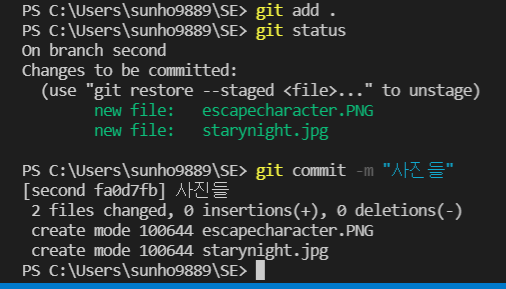 PS C:\Users\sunho9889\SE> git add .
PS C:\Users\sunho9889\SE> git status
On branch second
Changes to be committed:
  (use "git restore --staged <file>..." to unstage)
        new file:   escapecharacter.PNG
        new file:   starynight.jpg
PS C:\Users\sunho9889\SE> git commit -m "사진들"
[second fa0d7fb] 사진들
 2 files changed, 0 insertions(+), 0 deletions(-)
 create mode 100644 escapecharacter.PNG
 create mode 100644 starynight.jpg
PS C:\Users\sunho9889\SE>